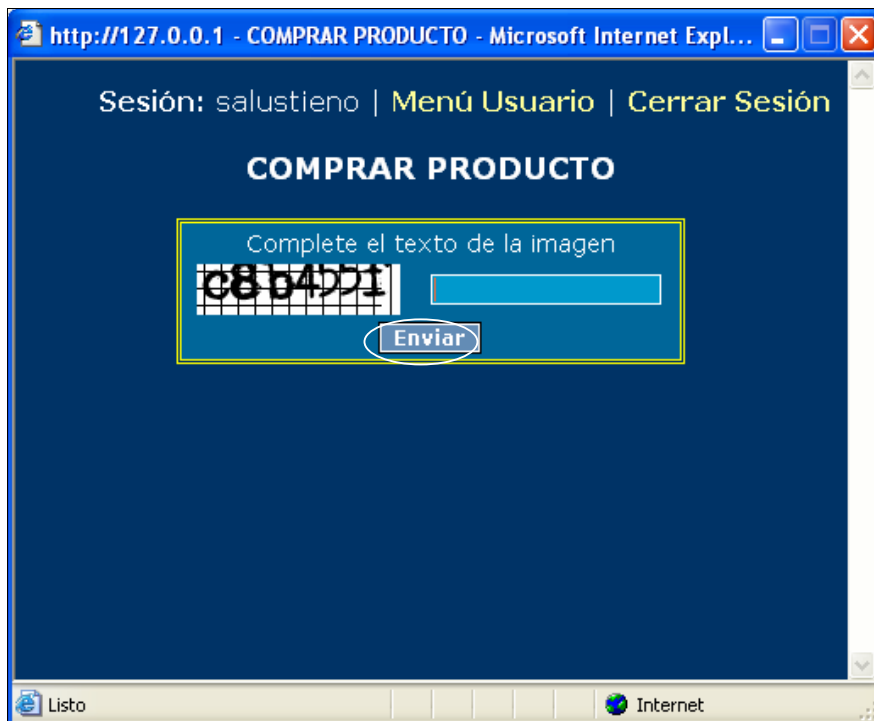 http://127.0.0.1 - COMPRAR PRODUCTO - Microsoft Internet Expl...
Sesión: salustieno | Menú Usuario | Cerrar Sesión
COMPRAR PRODUCTO
Complete el texto de la imagen
Enviar
Listo
Internet